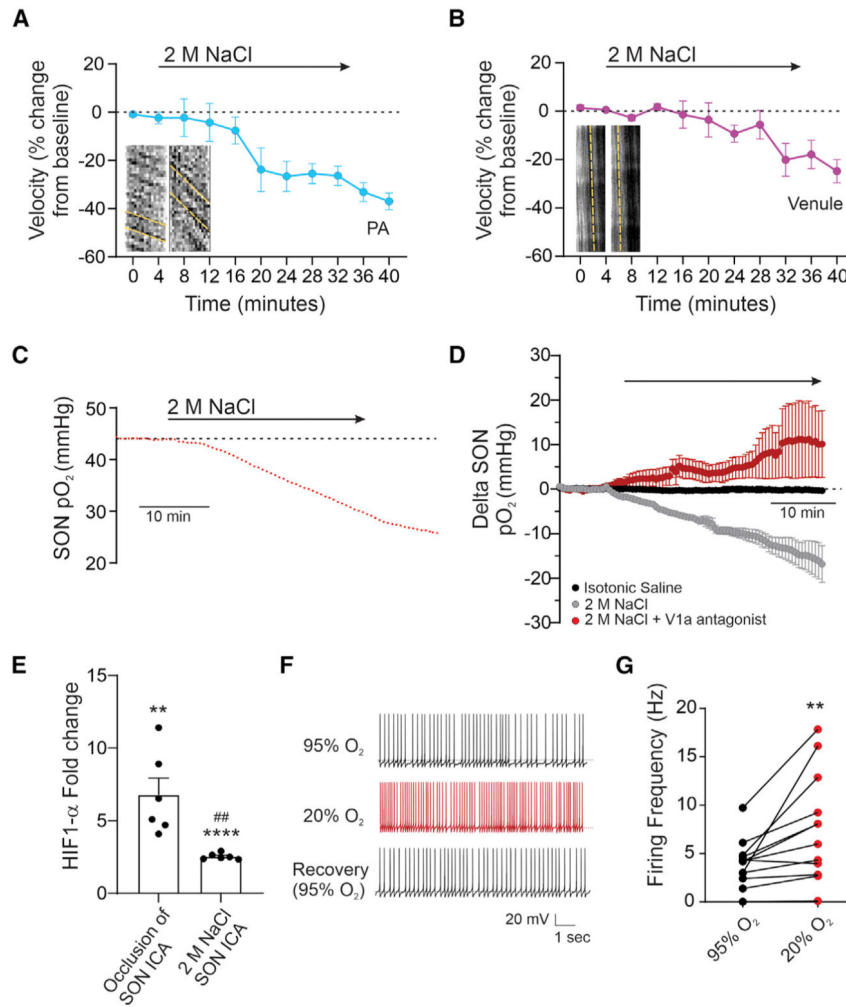 A
2 M NaCl
Velocity (% change
from baseline)
20
0
-20
-40
-60
PA
0 4 8 12 16 20 24 28 32 36 40
Time (minutes)
B
2 M NaCl
Velocity (% change
from baseline)
20
0
-20
-40
-60
Venule
0 4 8 12 16 20 24 28 32 36 40
Time (minutes)
C
2 M NaCl
SON pO₂ (mmHg)
50
40
30
20
10 min
D
Delta SON
pO₂ (mmHg)
30
20
10
0
-10
-20
-30
10 min
Isotonic Saline
2 M NaCl
2 M NaCl + V1a antagonist
E
HIF1-α Fold change
15
10
5
0
**
##
****
Occlusion of
SON ICA
2 M NaCl
SON ICA
F
95% O₂
20% O₂
Recovery
(95% O₂)
20 mV
1 sec
G
Firing Frequency (Hz)
20
15
10
5
0
**
95% O₂
20% O₂